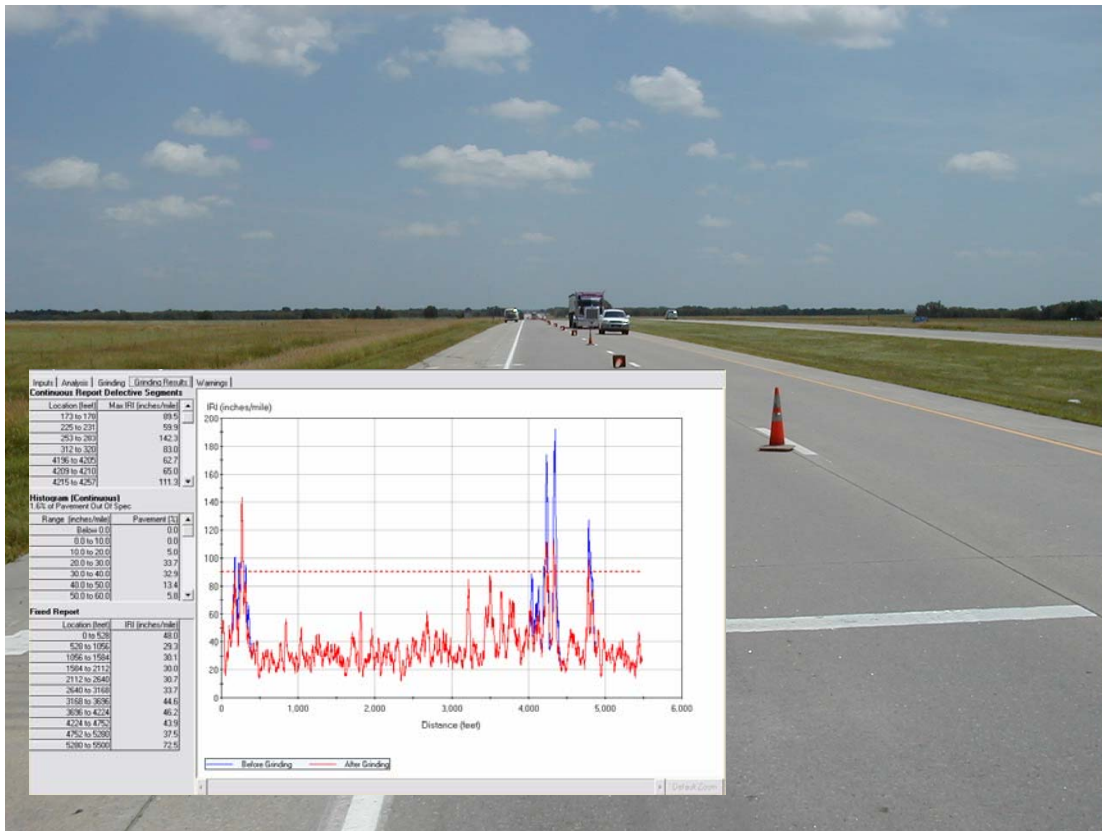 Inputs Analysis Grinding Grinding Results Warnings
Continuous Report Defective Segments
Location (feet) Max IRI (inches/mile)
173 to 178 89.5
225 to 231 59.9
253 to 283 142.3
312 to 320 83.0
4196 to 4205 62.7
4209 to 4210 65.0
4215 to 4257 111.3
Histogram (Continuous)
1.6% of Pavement Out Of Spec
Range (inches/mile) Pavement (%)
Below 0.0 0.0
0.0 to 10.0 0.0
10.0 to 20.0 5.0
20.0 to 30.0 33.7
30.0 to 40.0 32.9
40.0 to 50.0 13.4
50.0 to 60.0 5.8
Fixed Report
Location (feet) IRI (inches/mile)
0 to 528 48.0
528 to 1056 29.3
1056 to 1584 30.1
1584 to 2112 30.0
2112 to 2640 30.7
2640 to 3168 33.7
3168 to 3696 44.6
3696 to 4224 46.2
4224 to 4752 43.9
4752 to 5280 37.5
5280 to 5500 72.5
IRI (inches/mile)
200
180
160
140
120
100
80
60
40
20
0
0 1,000 2,000 3,000 4,000 5,000 6,000
Distance (feet)
Before Grinding After Grinding
Default Zoom